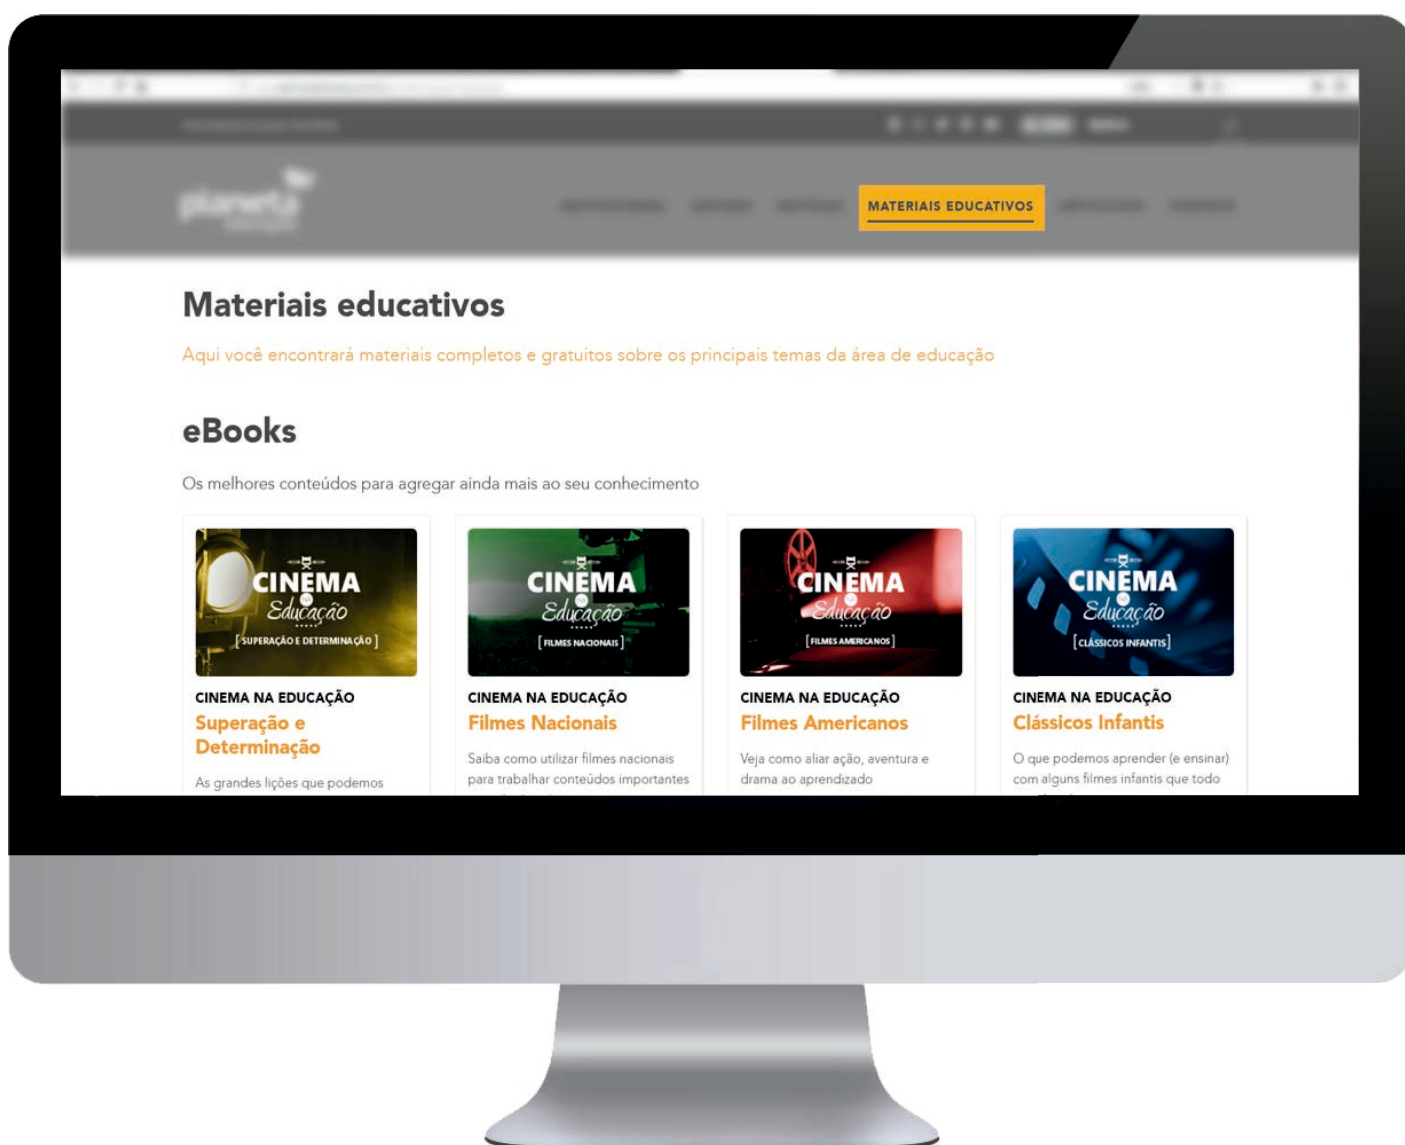 planeta
MATERIAIS EDUCATIVOS
Materiais educativos
Aqui você encontrará materiais completos e gratuitos sobre os principais temas da área de educação
eBooks
Os melhores conteúdos para agregar ainda mais ao seu conhecimento
CINEMA
Educação
[ SUPERAÇÃO E DETERMINAÇÃO ]
CINEMA NA EDUCAÇÃO
Superação e
Determinação
As grandes lições que podemos
CINEMA
Educação
[ FILMES NACIONAIS ]
CINEMA NA EDUCAÇÃO
Filmes Nacionais
Saiba como utilizar filmes nacionais
para trabalhar conteúdos importantes
CINEMA
Educação
[ FILMES AMERICANOS ]
CINEMA NA EDUCAÇÃO
Filmes Americanos
Veja como aliar ação, aventura e
drama ao aprendizado
CINEMA
Educação
[ CLÁSSICOS INFANTIS ]
CINEMA NA EDUCAÇÃO
Clássicos Infantis
O que podemos aprender (e ensinar)
com alguns filmes infantis que todo